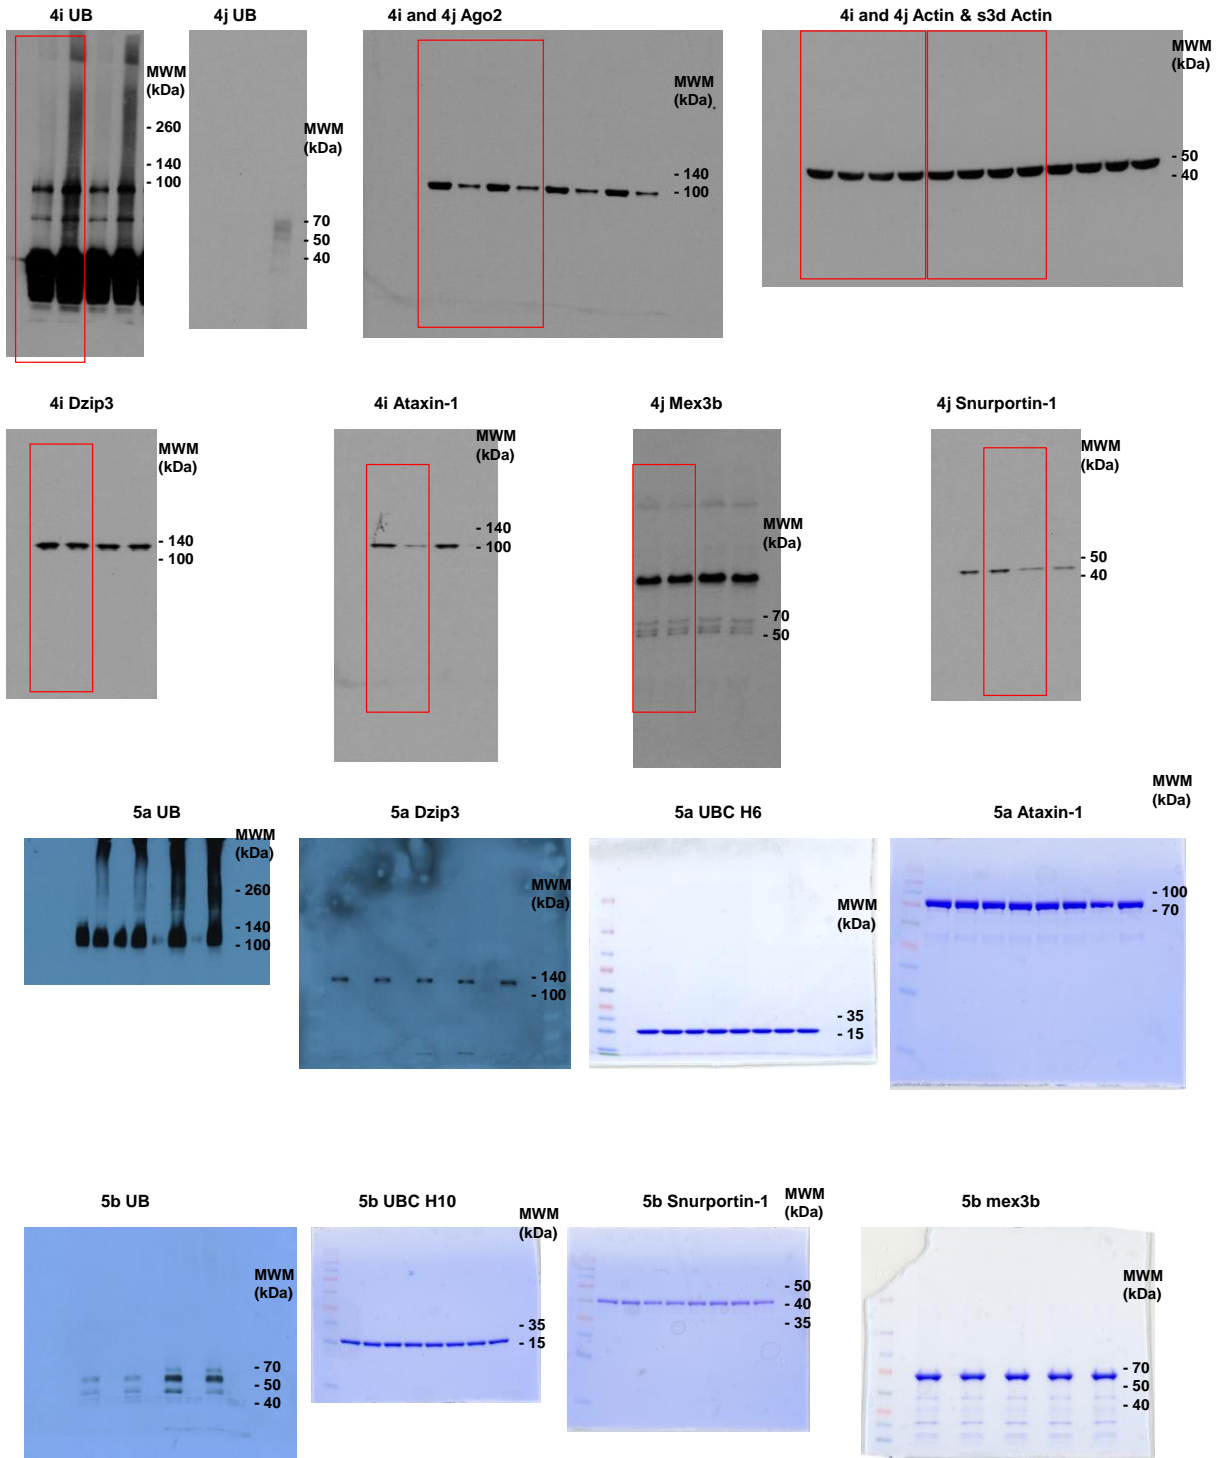 4i UB
4j UB
4i and 4j Ago2
4i and 4j Actin & s3d Actin
MWM
(kDa)
- 260
- 140
- 100
MWM
(kDa)
- 70
- 50
- 40
MWM
(kDa)
- 140
- 100
MWM
(kDa)
- 50
- 40
4i Dzip3
4i Ataxin-1
4j Mex3b
4j Snurportin-1
MWM
(kDa)
- 140
- 100
MWM
(kDa)
- 140
- 100
MWM
(kDa)
- 70
- 50
MWM
(kDa)
- 50
- 40
5a UB
5a Dzip3
5a UBC H6
5a Ataxin-1
MWM
(kDa)
- 260
- 140
- 100
MWM
(kDa)
- 140
- 100
MWM
(kDa)
- 35
- 15
MWM
(kDa)
- 100
- 70
5b UB
5b UBC H10
5b Snurportin-1
5b mex3b
MWM
(kDa)
- 70
- 50
- 40
MWM
(kDa)
- 35
- 15
MWM
(kDa)
- 50
- 40
- 35
MWM
(kDa)
- 70
- 50
- 40